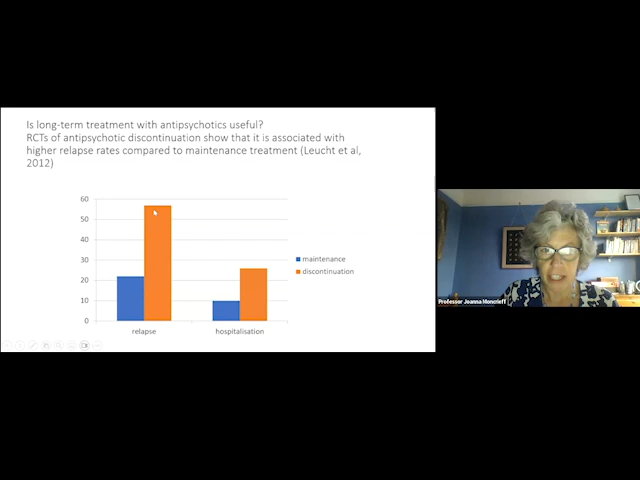 Is long-term treatment with antipsychotics useful?
RCTs of antipsychotic discontinuation show that it is associated with
higher relapse rates compared to maintenance treatment (Leucht et al,
2012)
60
50
40
30
20
10
0
relapse
hospitalisation
maintenance
discontinuation
Professor Joanna Moncrieff